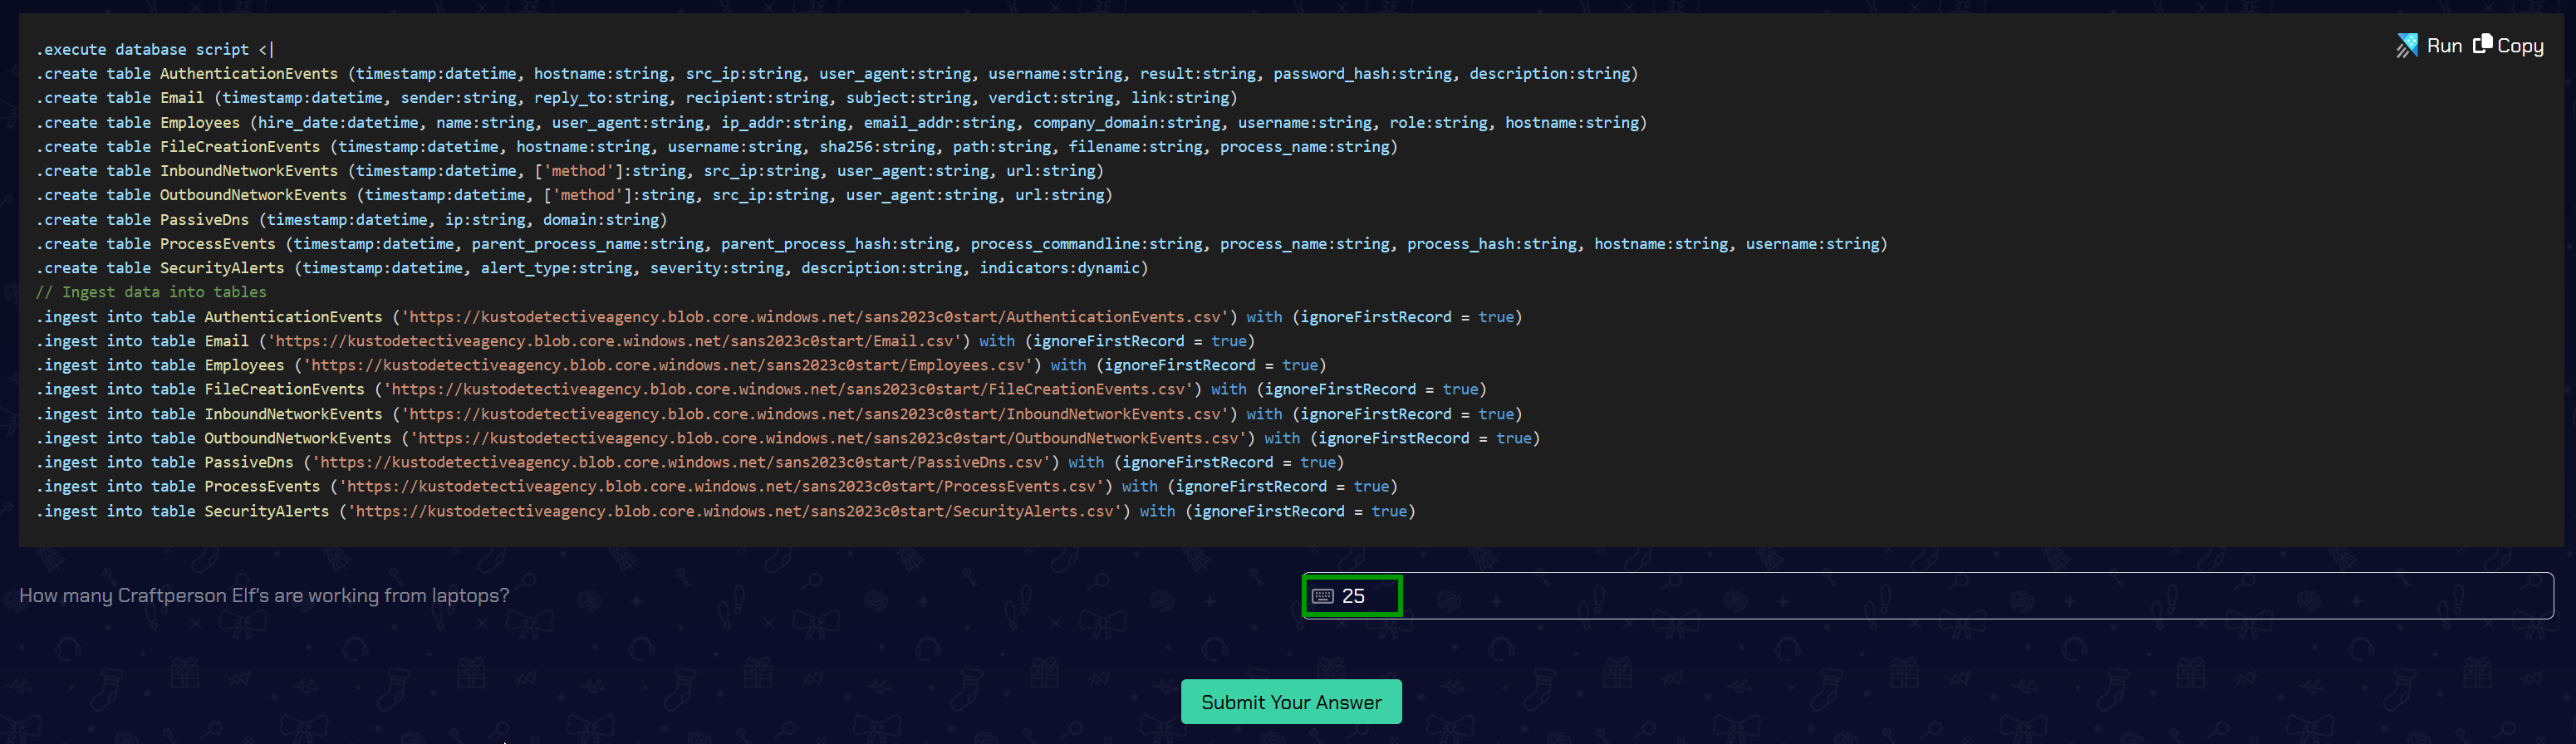 .execute database script <|
Run Copy
.create table AuthenticationEvents (timestamp:datetime, hostname:string, src_ip:string, user_agent:string, username:string, result:string, password_hash:string, description:string)
.create table Email (timestamp:datetime, sender:string, reply_to:string, recipient:string, subject:string, verdict:string, link:string)
.create table Employees (hire_date:datetime, name:string, user_agent:string, ip_addr:string, email_addr:string, company_domain:string, username:string, role:string, hostname:string)
.create table FileCreationEvents (timestamp:datetime, hostname:string, username:string, sha256:string, path:string, filename:string, process_name:string)
.create table InboundNetworkEvents (timestamp:datetime, ['method']:string, src_ip:string, user_agent:string, url:string)
.create table OutboundNetworkEvents (timestamp:datetime, ['method']:string, src_ip:string, user_agent:string, url:string)
.create table PassiveDns (timestamp:datetime, ip:string, domain:string)
.create table ProcessEvents (timestamp:datetime, parent_process_name:string, parent_process_hash:string, process_commandline:string, process_name:string, process_hash:string, hostname:string, username:string)
.create table SecurityAlerts (timestamp:datetime, alert_type:string, severity:string, description:string, indicators:dynamic)
// Ingest data into tables
.ingest into table AuthenticationEvents ('https://kustodetectiveagency.blob.core.windows.net/sans2023c0start/AuthenticationEvents.csv') with (ignoreFirstRecord = true)
.ingest into table Email ('https://kustodetectiveagency.blob.core.windows.net/sans2023c0start/Email.csv') with (ignoreFirstRecord = true)
.ingest into table Employees ('https://kustodetectiveagency.blob.core.windows.net/sans2023c0start/Employees.csv') with (ignoreFirstRecord = true)
.ingest into table FileCreationEvents ('https://kustodetectiveagency.blob.core.windows.net/sans2023c0start/FileCreationEvents.csv') with (ignoreFirstRecord = true)
.ingest into table InboundNetworkEvents ('https://kustodetectiveagency.blob.core.windows.net/sans2023c0start/InboundNetworkEvents.csv') with (ignoreFirstRecord = true)
.ingest into table OutboundNetworkEvents ('https://kustodetectiveagency.blob.core.windows.net/sans2023c0start/OutboundNetworkEvents.csv') with (ignoreFirstRecord = true)
.ingest into table PassiveDns ('https://kustodetectiveagency.blob.core.windows.net/sans2023c0start/PassiveDns.csv') with (ignoreFirstRecord = true)
.ingest into table ProcessEvents ('https://kustodetectiveagency.blob.core.windows.net/sans2023c0start/ProcessEvents.csv') with (ignoreFirstRecord = true)
.ingest into table SecurityAlerts ('https://kustodetectiveagency.blob.core.windows.net/sans2023c0start/SecurityAlerts.csv') with (ignoreFirstRecord = true)
How many Craftperson Elf's are working from laptops?
25
Submit Your Answer